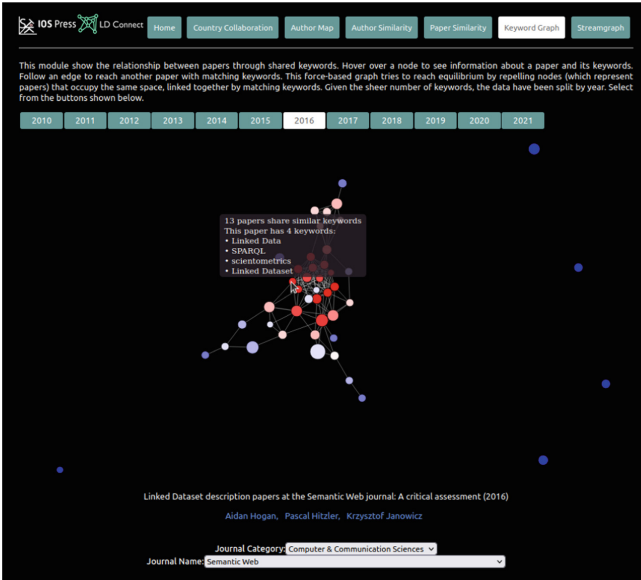 IOS Press LD Connect Home Country Collaboration Author Map Author Similarity Paper Similarity Keyword Graph Streamgraph
This module show the relationship between papers through shared keywords. Hover over a node to see information about a paper and its keywords.
Follow an edge to reach another paper with matching keywords. This force-based graph tries to reach equilibrium by repelling nodes (which represent
papers) that occupy the same space, linked together by matching keywords. Given the sheer number of keywords, the data have been split by year. Select
from the buttons shown below.
2010 2011 2012 2013 2014 2015 2016 2017 2018 2019 2020 2021
13 papers share similar keywords
This paper has 4 keywords:
• Linked Data
• SPARQL
• scientometrics
• Linked Dataset
Linked Dataset description papers at the Semantic Web journal: A critical assessment (2016)
Aidan Hogan, Pascal Hitzler, Krzysztof Janowicz
Journal Category: Computer & Communication Sciences
Journal Name: Semantic Web